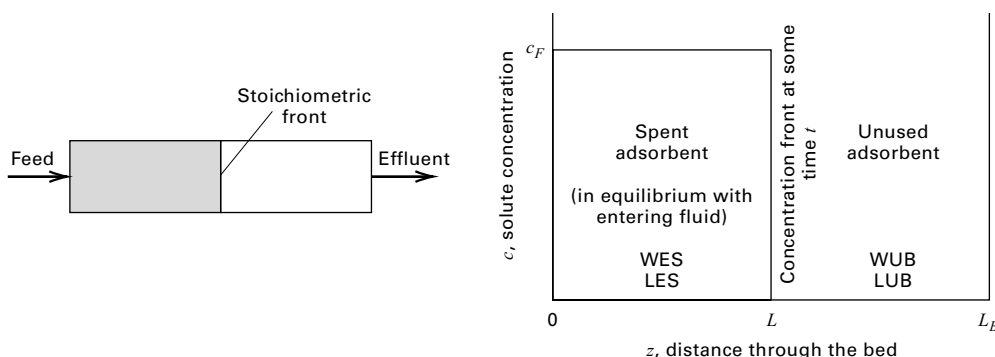 Stoichiometric
front
Feed
Effluent
c, solute concentration
c_F
Spent
adsorbent
(in equilibrium with
entering fluid)
WES
LES
Concentration front at some
time t
Unused
adsorbent
WUB
LUB
0
L
L_B
z, distance through the bed